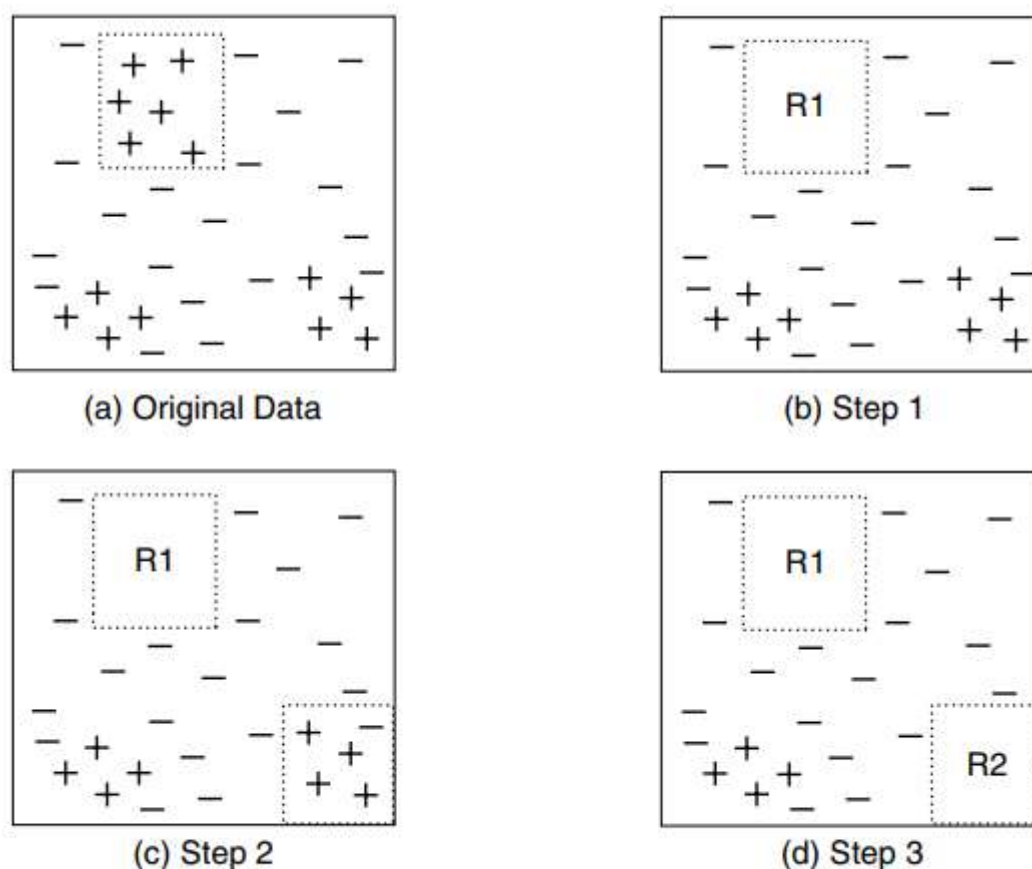 R1
(a) Original Data
(b) Step 1
R1
R1
(c) Step 2
R2
(d) Step 3